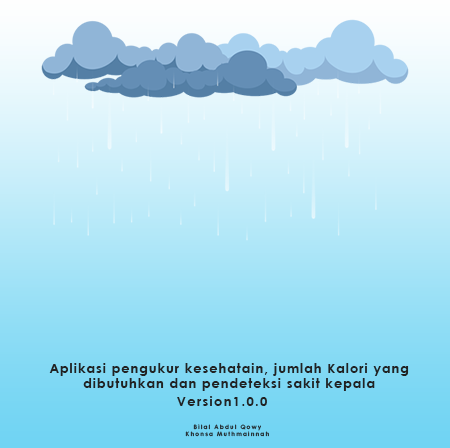 Aplikasi pengukur kesehatain, jumlah Kalori yang
dibutuhkan dan pendeteksi sakit kepala
Version1.0.0
Bilal Abdul Qowy
Khonsa Muthmainnah